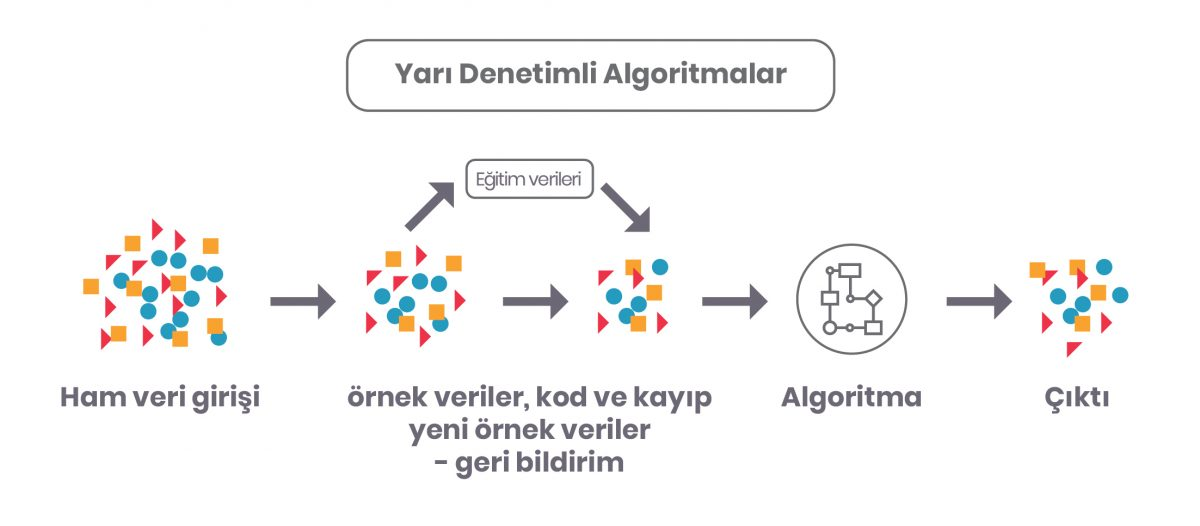 Yarı Denetimli Algoritmalar
Eğitim verileri
Ham veri girişi
örnek veriler, kod ve kayıp
yeni örnek veriler
- geri bildirim
Algoritma
Çıktı